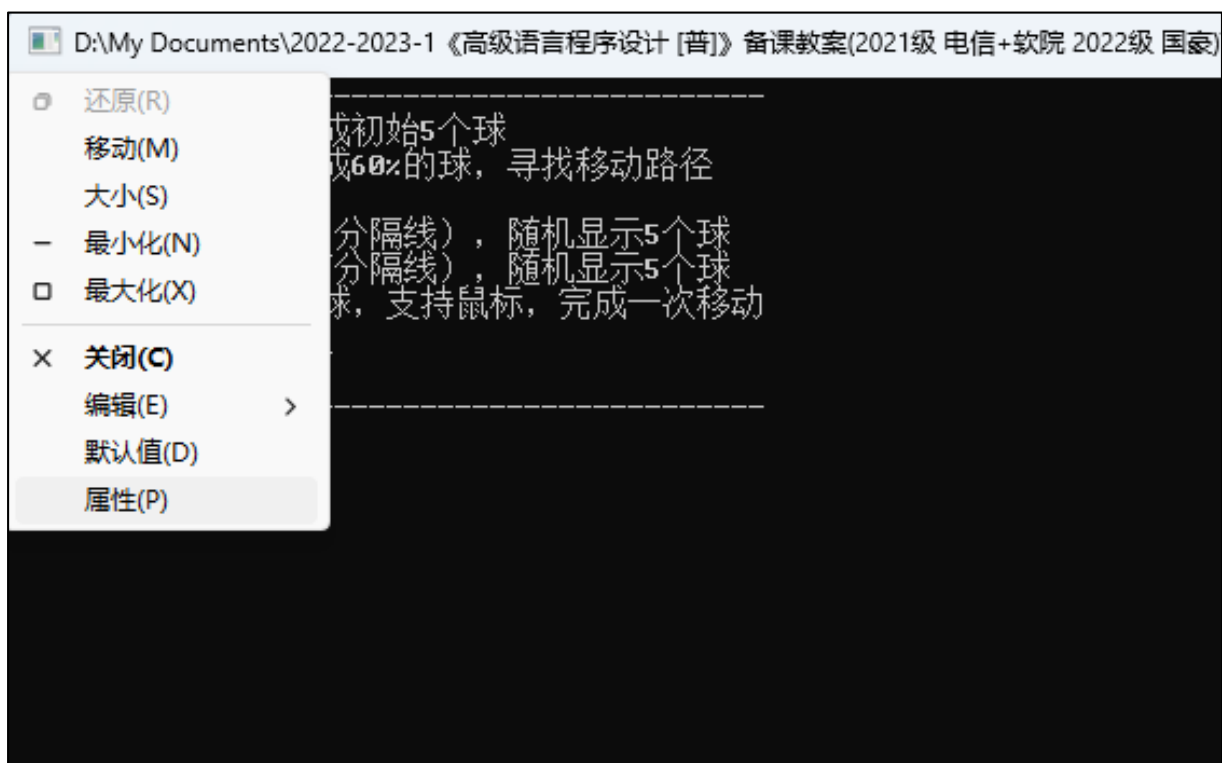 D:\My Documents\2022-2023-1《高级语言程序设计 [普]》备课教案(2021级 电信+软院 2022级 国豪)
还原(R)
移动(M)
大小(S)
最小化(N)
最大化(X)
关闭(C)
编辑(E)
默认值(D)
属性(P)
成初始5个球
成60%的球，寻找移动路径
分隔线），随机显示5个球
分隔线），随机显示5个球
球，支持鼠标，完成一次移动